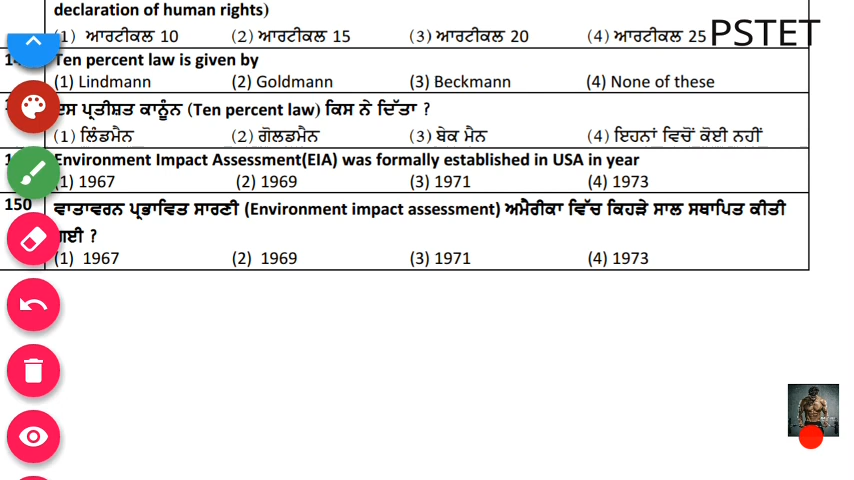 declaration of human rights)
1) ਆਰਟੀਕਲ 10 (2) ਆਰਟੀਕਲ 15 (3) ਆਰਟੀਕਲ 20 (4) ਆਰਟੀਕਲ 25
PSTET
Ten percent law is given by
(1) Lindmann (2) Goldmann (3) Beckmann (4) None of these
ਦਸ ਪ੍ਰਤੀਸ਼ਤ ਕਾਨੂੰਨ (Ten percent law) ਕਿਸ ਨੇ ਦਿੱਤਾ ?
(1) ਲਿੰਡਮੈਨ (2) ਗੋਲਡਮੈਨ (3) ਬੇਕ ਮੈਨ (4) ਇਹਨਾਂ ਵਿਚੋਂ ਕੋਈ ਨਹੀਂ
Environment Impact Assessment(EIA) was formally established in USA in year
1) 1967 (2) 1969 (3) 1971 (4) 1973
150 ਵਾਤਾਵਰਨ ਪ੍ਰਭਾਵਿਤ ਸਾਰਣੀ (Environment impact assessment) ਅਮੈਰੀਕਾ ਵਿੱਚ ਕਿਹੜੇ ਸਾਲ ਸਥਾਪਿਤ ਕੀਤੀ
ਗਈ ?
(1) 1967 (2) 1969 (3) 1971 (4) 1973